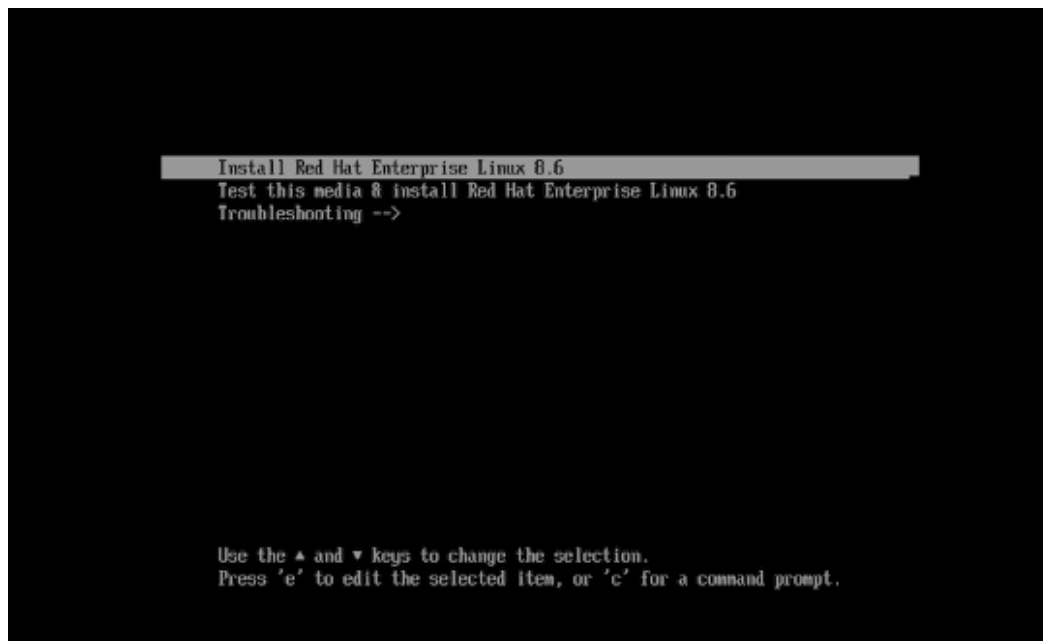 Install Red Hat Enterprise Linux 8.6
Test this media & install Red Hat Enterprise Linux 8.6
Troubleshooting -->
Use the ▲ and ▼ keys to change the selection.
Press 'e' to edit the selected item, or 'c' for a command prompt.